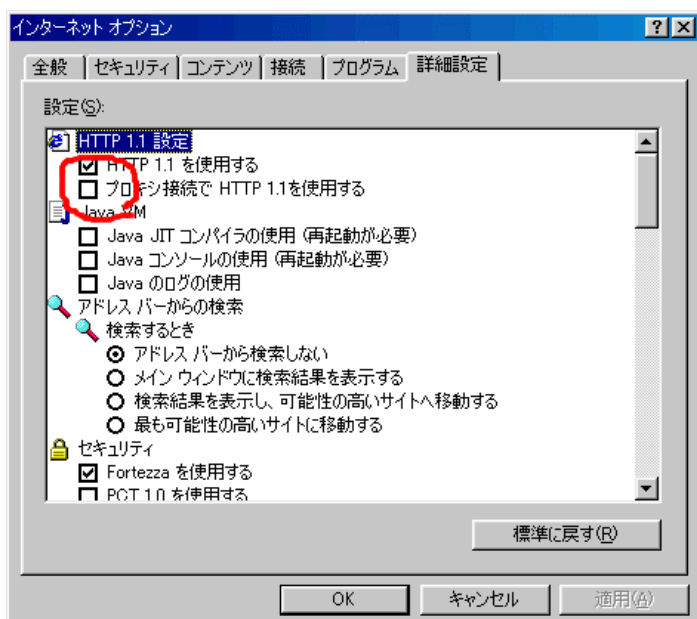 インターネット オプション
全般 セキュリティ コンテンツ 接続 プログラム 詳細設定
設定(S):
HTTP 1.1 設定
HTTP 1.1 を使用する
プロキシ接続で HTTP 1.1を使用する
Java VM
Java JIT コンパイラの使用 (再起動が必要)
Java コンソールの使用 (再起動が必要)
Java のログの使用
アドレス バーからの検索
検索するとき
アドレス バーから検索しない
メイン ウィンドウに検索結果を表示する
検索結果を表示し、可能性の高いサイトへ移動する
最も可能性の高いサイトに移動する
セキュリティ
Fortezza を使用する
PCT 1.0 を使用する
標準に戻す(R)
OK キャンセル 適用(A)